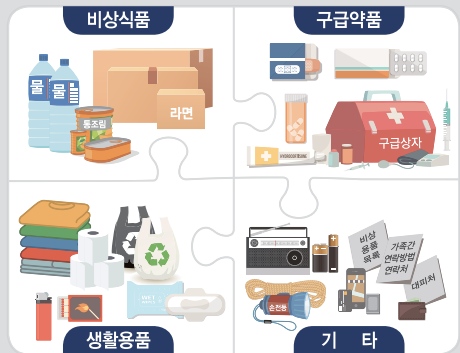 비상식품
구급약품
물
물
통조림
라면
구급상자
HYDROCORTISONE
비상
용품
목록
가족간
연락방법
연락처
대피처
손전등
WET
생활용품
기 타